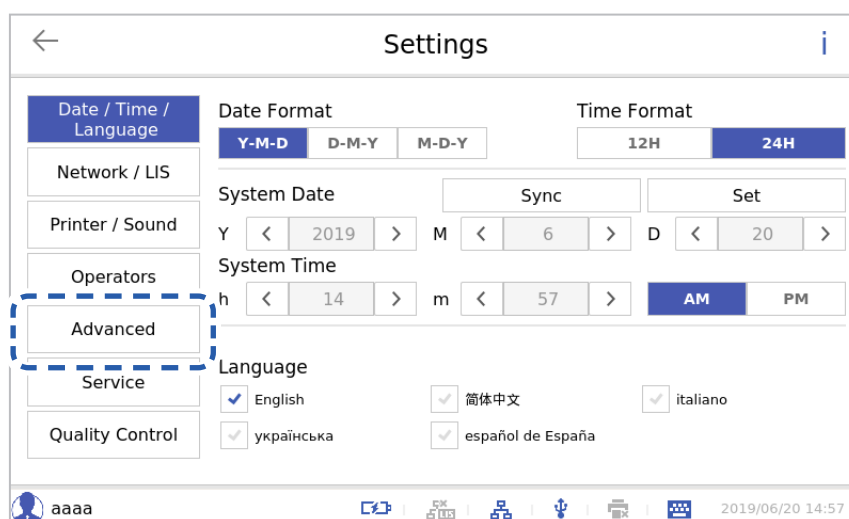 Settings
i
Date / Time /
Language
Network / LIS
Printer / Sound
Operators
Advanced
Service
Quality Control
Date Format
Y-M-D D-M-Y M-D-Y
Time Format
12H 24H
System Date
Sync
Set
Y 2019 M 6 D 20
System Time
h 14 m 57 AM PM
Language
English 简体中文 italiano
українська español de España
aaaa
LIS
2019/06/20 14:57